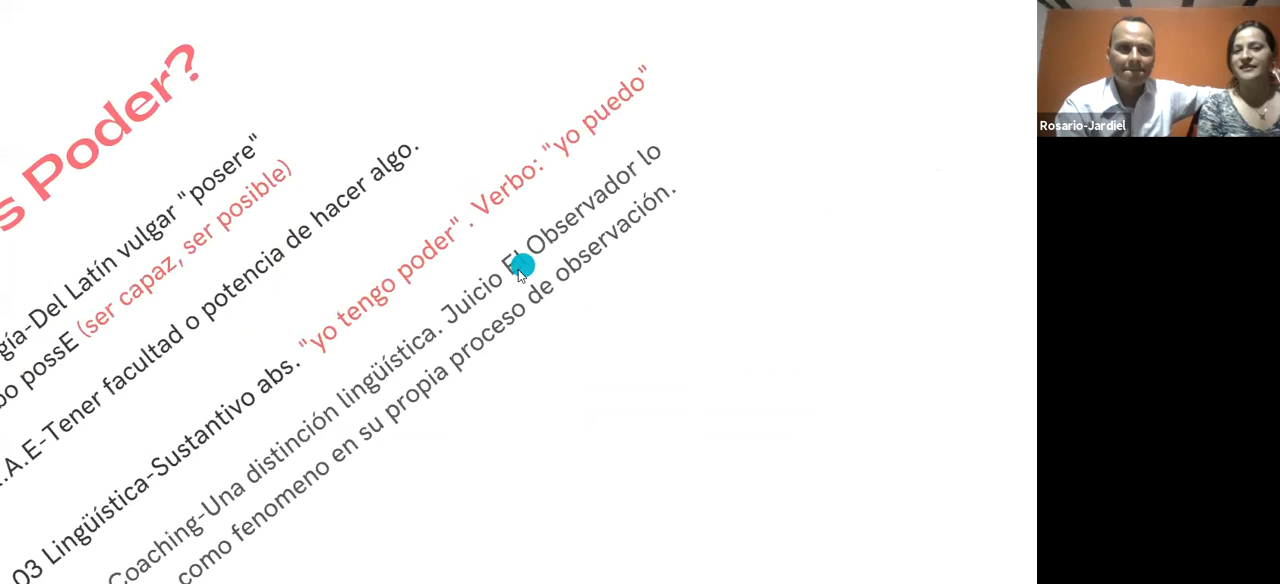 s Poder?
gía-Del Latín vulgar "posere"
bo possE (ser capaz, ser posible)
.A.E-Tener facultad o potencia de hacer algo.
03 Lingüística-Sustantivo abs. "yo tengo poder". Verbo: "yo puedo"
Coaching-Una distinción lingüística. Juicio El Observador lo
como fenomeno en su propia proceso de observación.
Rosario-Jardiel